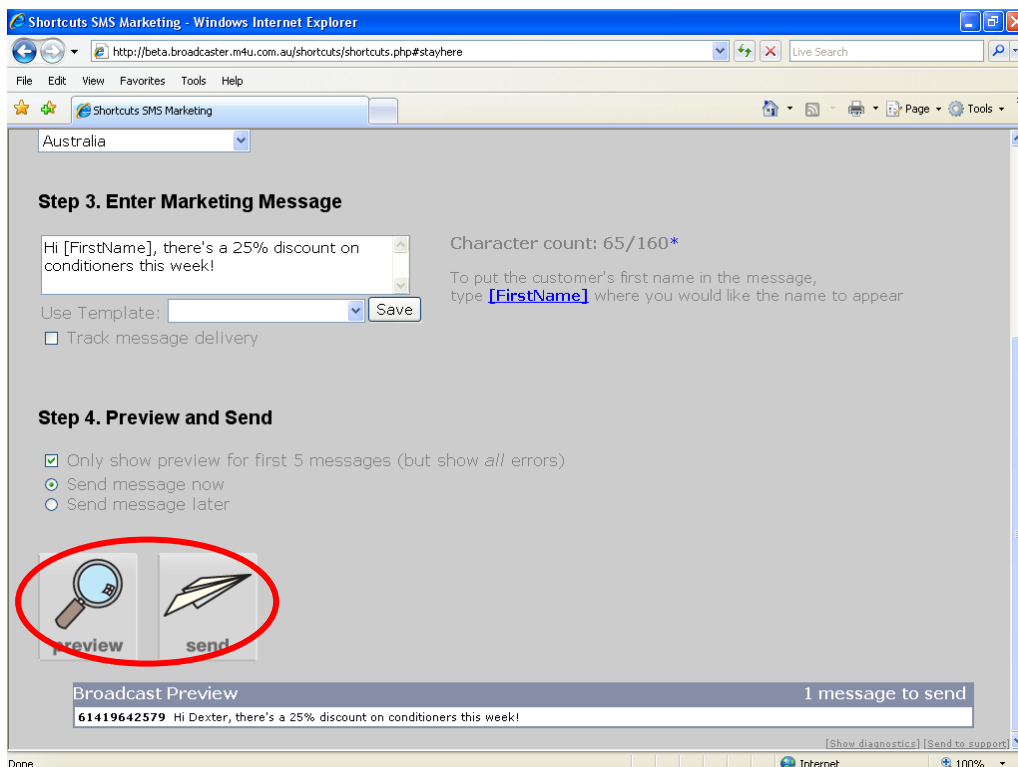 Shortcuts SMS Marketing - Windows Internet Explorer
http://beta.broadcaster.m4u.com.au/shortcuts/shortcuts.php#stayhere
Live Search
File Edit View Favorites Tools Help
Shortcuts SMS Marketing
Page Tools
Australia
Step 3. Enter Marketing Message
Hi [FirstName], there's a 25% discount on
conditioners this week!
Character count: 65/160*
To put the customer's first name in the message,
type [FirstName] where you would like the name to appear
Use Template: Save
Track message delivery
Step 4. Preview and Send
Only show preview for first 5 messages (but show all errors)
Send message now
Send message later
preview send
Broadcast Preview 1 message to send
61419642579 Hi Dexter, there's a 25% discount on conditioners this week!
[Show diagnostics] [Send to support]
Done Internet 100%